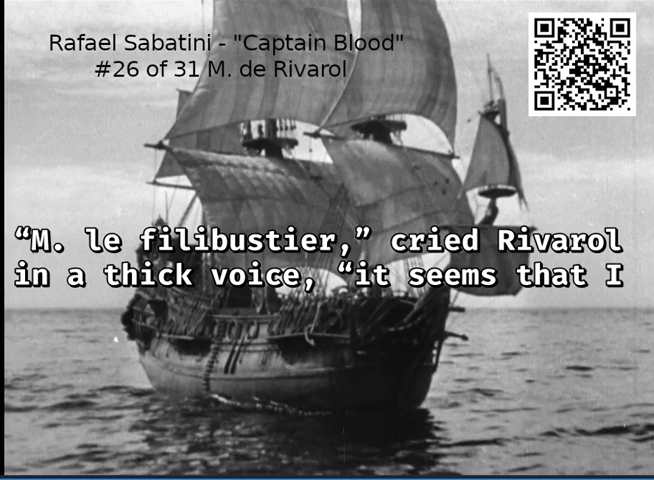 Rafael Sabatini - "Captain Blood"
#26 of 31 M. de Rivarol
“M. le filibustier,” cried Rivarol
in a thick voice, “it seems that I